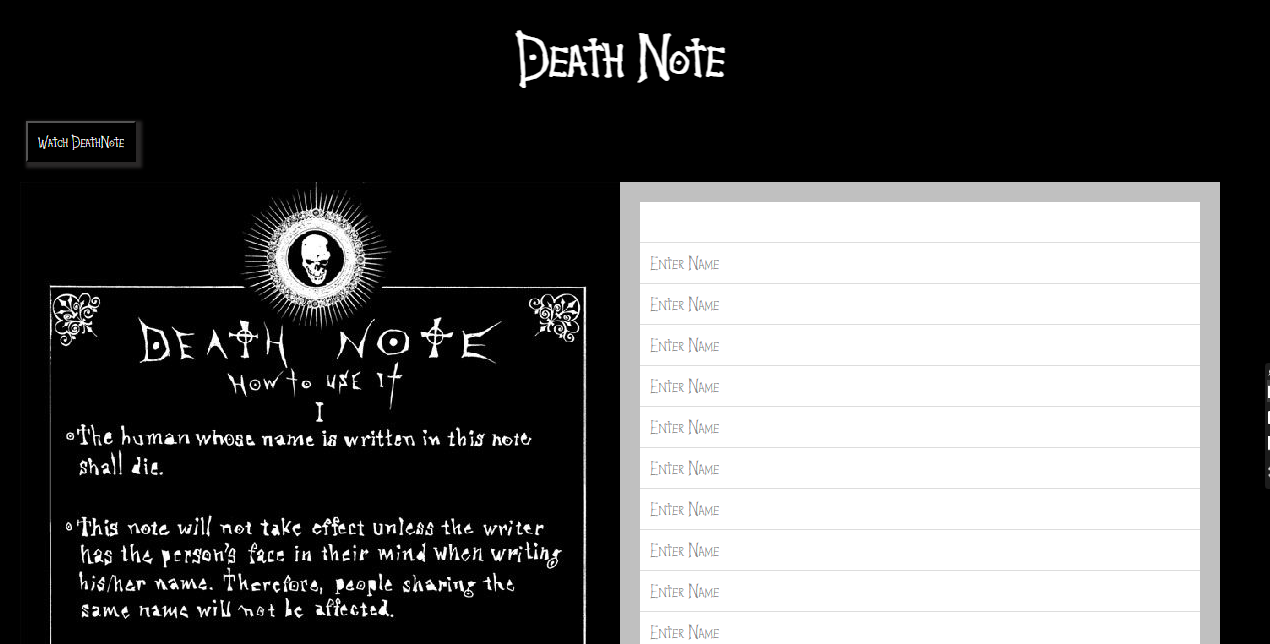 Death Note
Watch DeathNote
DEATH NOTE
How to use it
I
The human whose name is written in this note
shall die.
This note will not take effect unless the writer
has the person's face in their mind when writing
his/her name. Therefore, people sharing the
same name will not be affected.
Enter Name
Enter Name
Enter Name
Enter Name
Enter Name
Enter Name
Enter Name
Enter Name
Enter Name
Enter Name